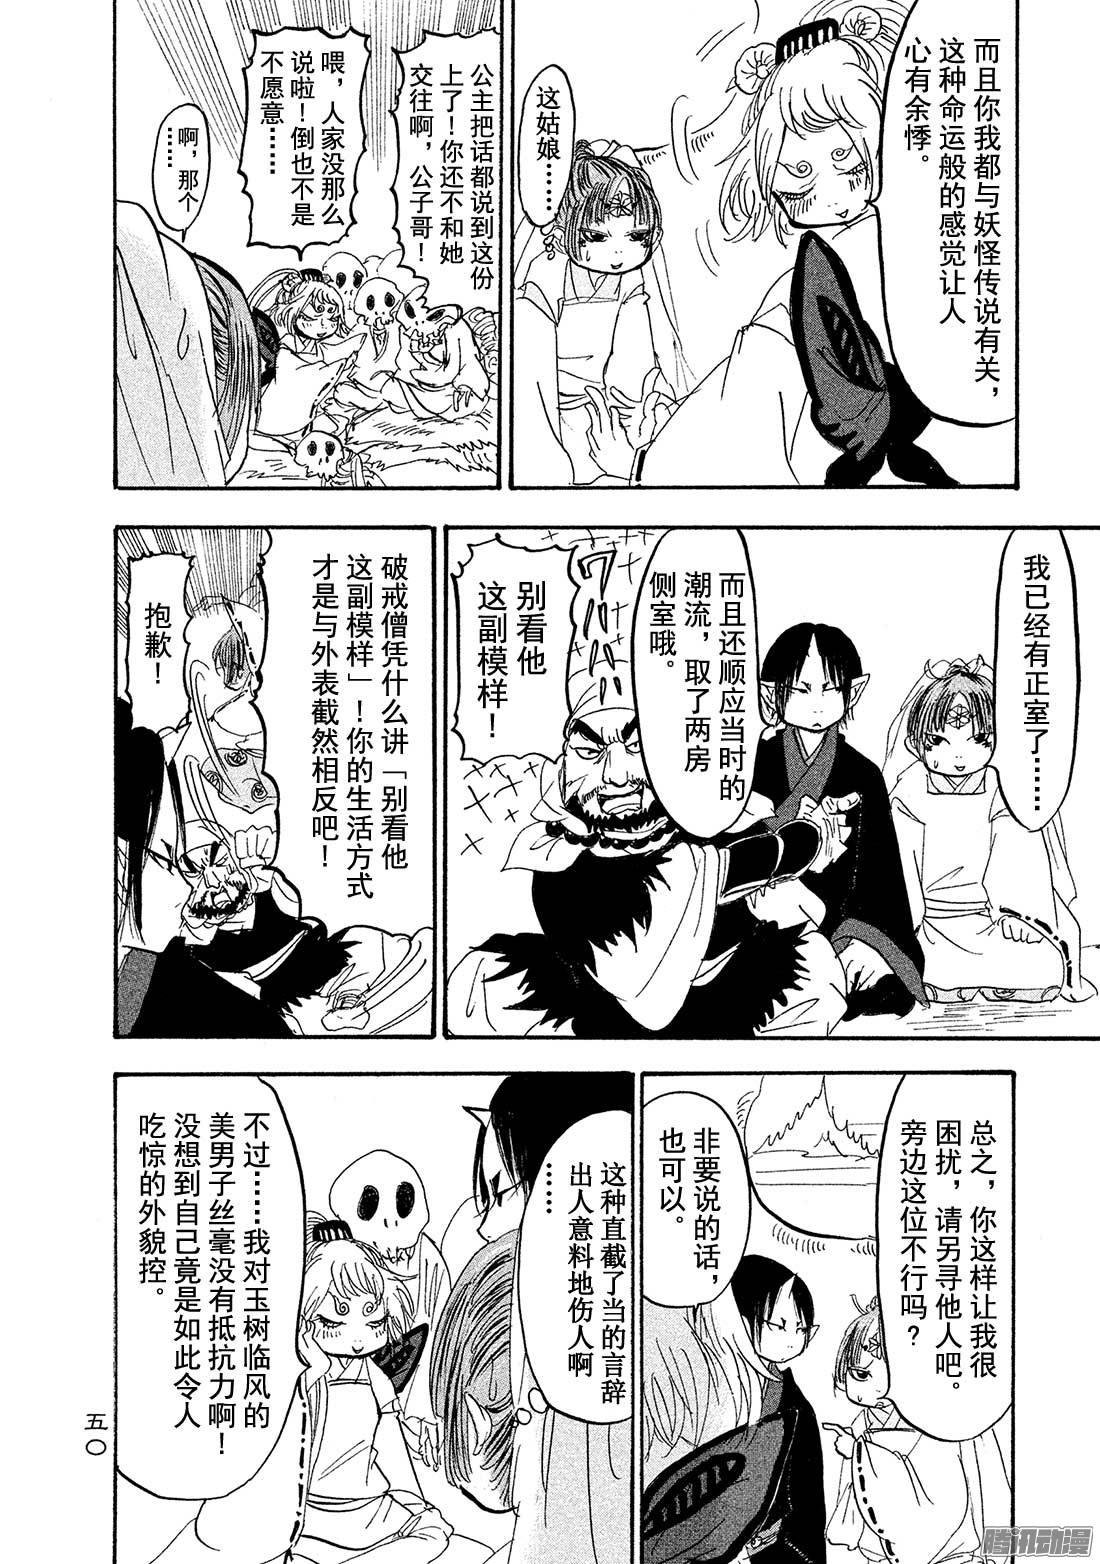 而且你我都与妖怪传说有关，
这种命运般的感觉让人
心有余悸。
这姑娘……
公主把话都说到这份
上了！你还不和她
交往啊，公子哥！
喂，人家没那么
说啦！倒也不是
不愿意……
啊，那个
……
我已经有正室了……
而且还顺应当时的
潮流，取了两房
侧室哦。
ワハハハ
别看他
这副模样！
破戒僧凭什么讲「别看他
这副模样」！你的生活方式
才是与外表截然相反吧！
抱歉！
总之，你这样让我很
困扰，请另寻他人吧。
旁边这位不行吗？
非要说的话，
也可以。
这种直截了当的言辞
出人意料地伤人啊
……
不过……我对玉树临风的
美男子丝毫没有抵抗力啊！
没想到自己竟是如此令人
吃惊的外貌控。
五〇
腾讯动漫